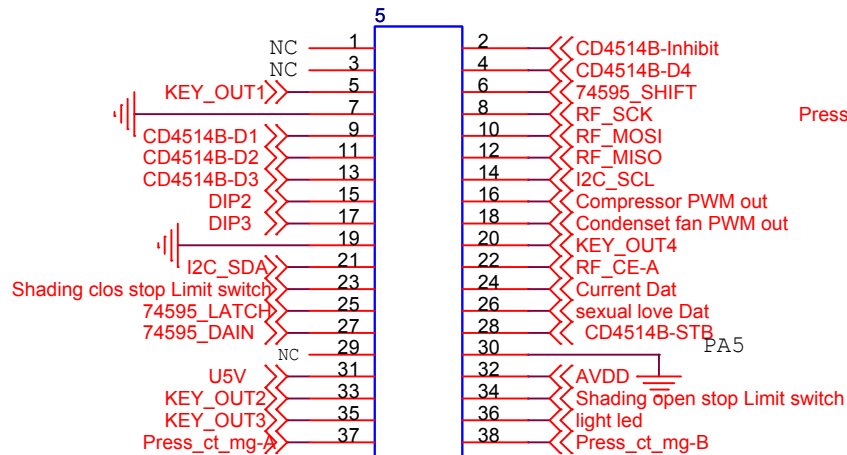 5
NC 1 2 CD4514B-Inhibit
NC 3 4 CD4514B-D4
KEY_OUT1 5 6 74595_SHIFT
7 8 RF_SCK Press
CD4514B-D1 9 10 RF_MOSI
CD4514B-D2 11 12 RF_MISO
CD4514B-D3 13 14 I2C_SCL
DIP2 15 16 Compressor PWM out
DIP3 17 18 Condenset fan PWM out
19 20 KEY_OUT4
I2C_SDA 21 22 RF_CE-A
Shading clos stop Limit switch 23 24 Current Dat
74595_LATCH 25 26 sexual love Dat
74595_DAIN 27 28 CD4514B-STB
NC 29 30 PA5
U5V 31 32 AVDD
KEY_OUT2 33 34 Shading open stop Limit switch
KEY_OUT3 35 36 light led
Press_ct_mg-A 37 38 Press_ct_mg-B